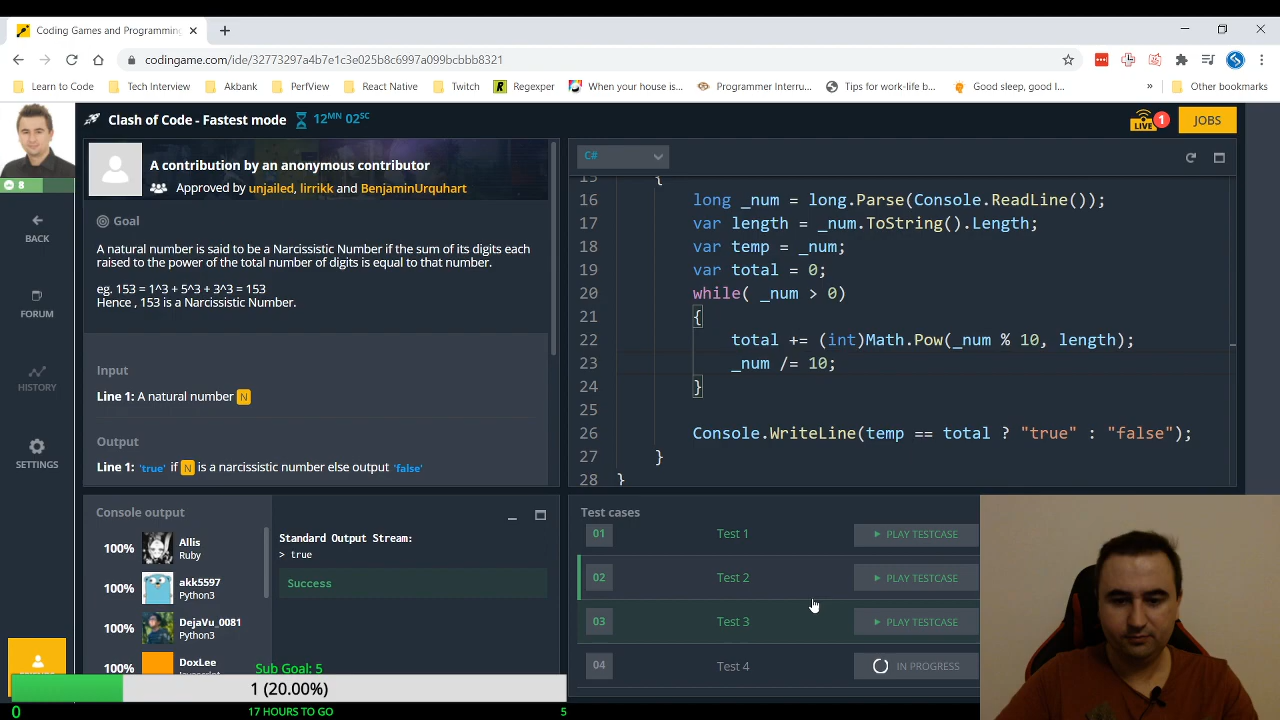 Coding Games and Programming
codingame.com/ide/32773297a4b7e1c3e025b8c6997c099bcbbb8321
Learn to Code
Tech Interview
Akbank
PerfView
React Native
Twitch
Regexper
When your house is...
Programmer Interru...
Tips for work-life b...
Good sleep, good l...
»
Other bookmarks
Clash of Code - Fastest mode
12MN 02SC
LIVE
1
JOBS
8
BACK
FORUM
HISTORY
SETTINGS
A contribution by an anonymous contributor
Approved by unjailed, lirrikk and BenjaminUrquhart
Goal
A natural number is said to be a Narcissistic Number if the sum of its digits each
raised to the power of the total number of digits is equal to that number.
eg. 153 = 1^3 + 5^3 + 3^3 = 153
Hence , 153 is a Narcissistic Number.
Input
Line 1: A natural number N
Output
Line 1: 'true' if N is a narcissistic number else output 'false'
C#
15 {
16 long _num = long.Parse(Console.ReadLine());
17 var length = _num.ToString().Length;
18 var temp = _num;
19 var total = 0;
20 while( _num > 0)
21 {
22 total += (int)Math.Pow(_num % 10, length);
23 _num /= 10;
24 }
25
26 Console.WriteLine(temp == total ? "true" : "false");
27 }
28 }
Console output
100% Allis
Ruby
100% akk5597
Python3
100% DejaVu_0081
Python3
100% DoxLee
Standard Output Stream:
> true
Success
Test cases
01 Test 1 PLAY TESTCASE
02 Test 2 PLAY TESTCASE
03 Test 3 PLAY TESTCASE
04 Test 4 IN PROGRESS
Sub Goal: 5
1 (20.00%)
0 17 HOURS TO GO 5